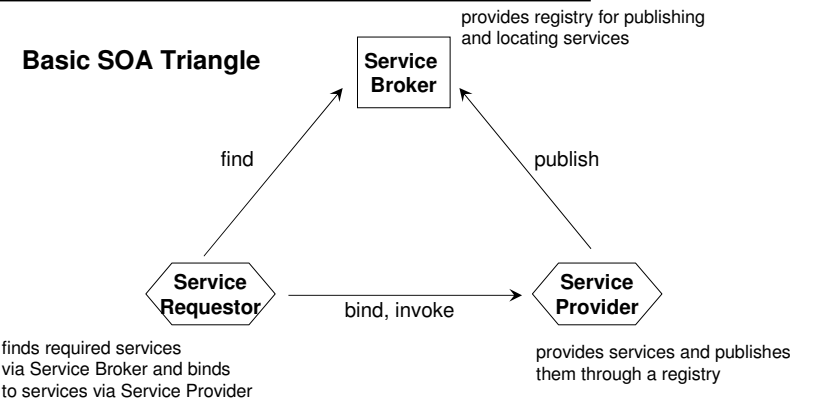 provides registry for publishing
and locating services
Basic SOA Triangle
Service
Broker
find
publish
Service
Requestor
bind, invoke
Service
Provider
finds required services
via Service Broker and binds
to services via Service Provider
provides services and publishes
them through a registry